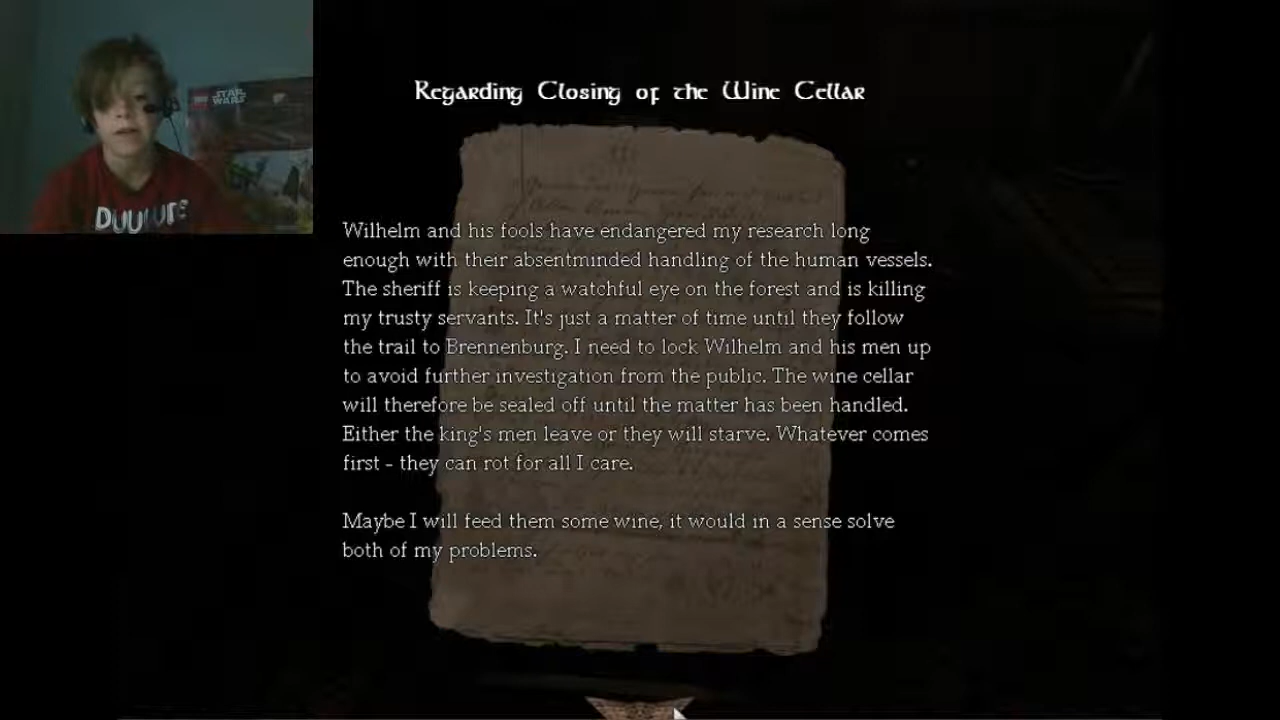 STAR
WARS
DUUUDE
Regarding Closing of the Wine Cellar
Wilhelm and his fools have endangered my research long
enough with their absentminded handling of the human vessels.
The sheriff is keeping a watchful eye on the forest and is killing
my trusty servants. It's just a matter of time until they follow
the trail to Brennenburg. I need to lock Wilhelm and his men up
to avoid further investigation from the public. The wine cellar
will therefore be sealed off until the matter has been handled.
Either the king's men leave or they will starve. Whatever comes
first - they can rot for all I care.
Maybe I will feed them some wine, it would in a sense solve
both of my problems.